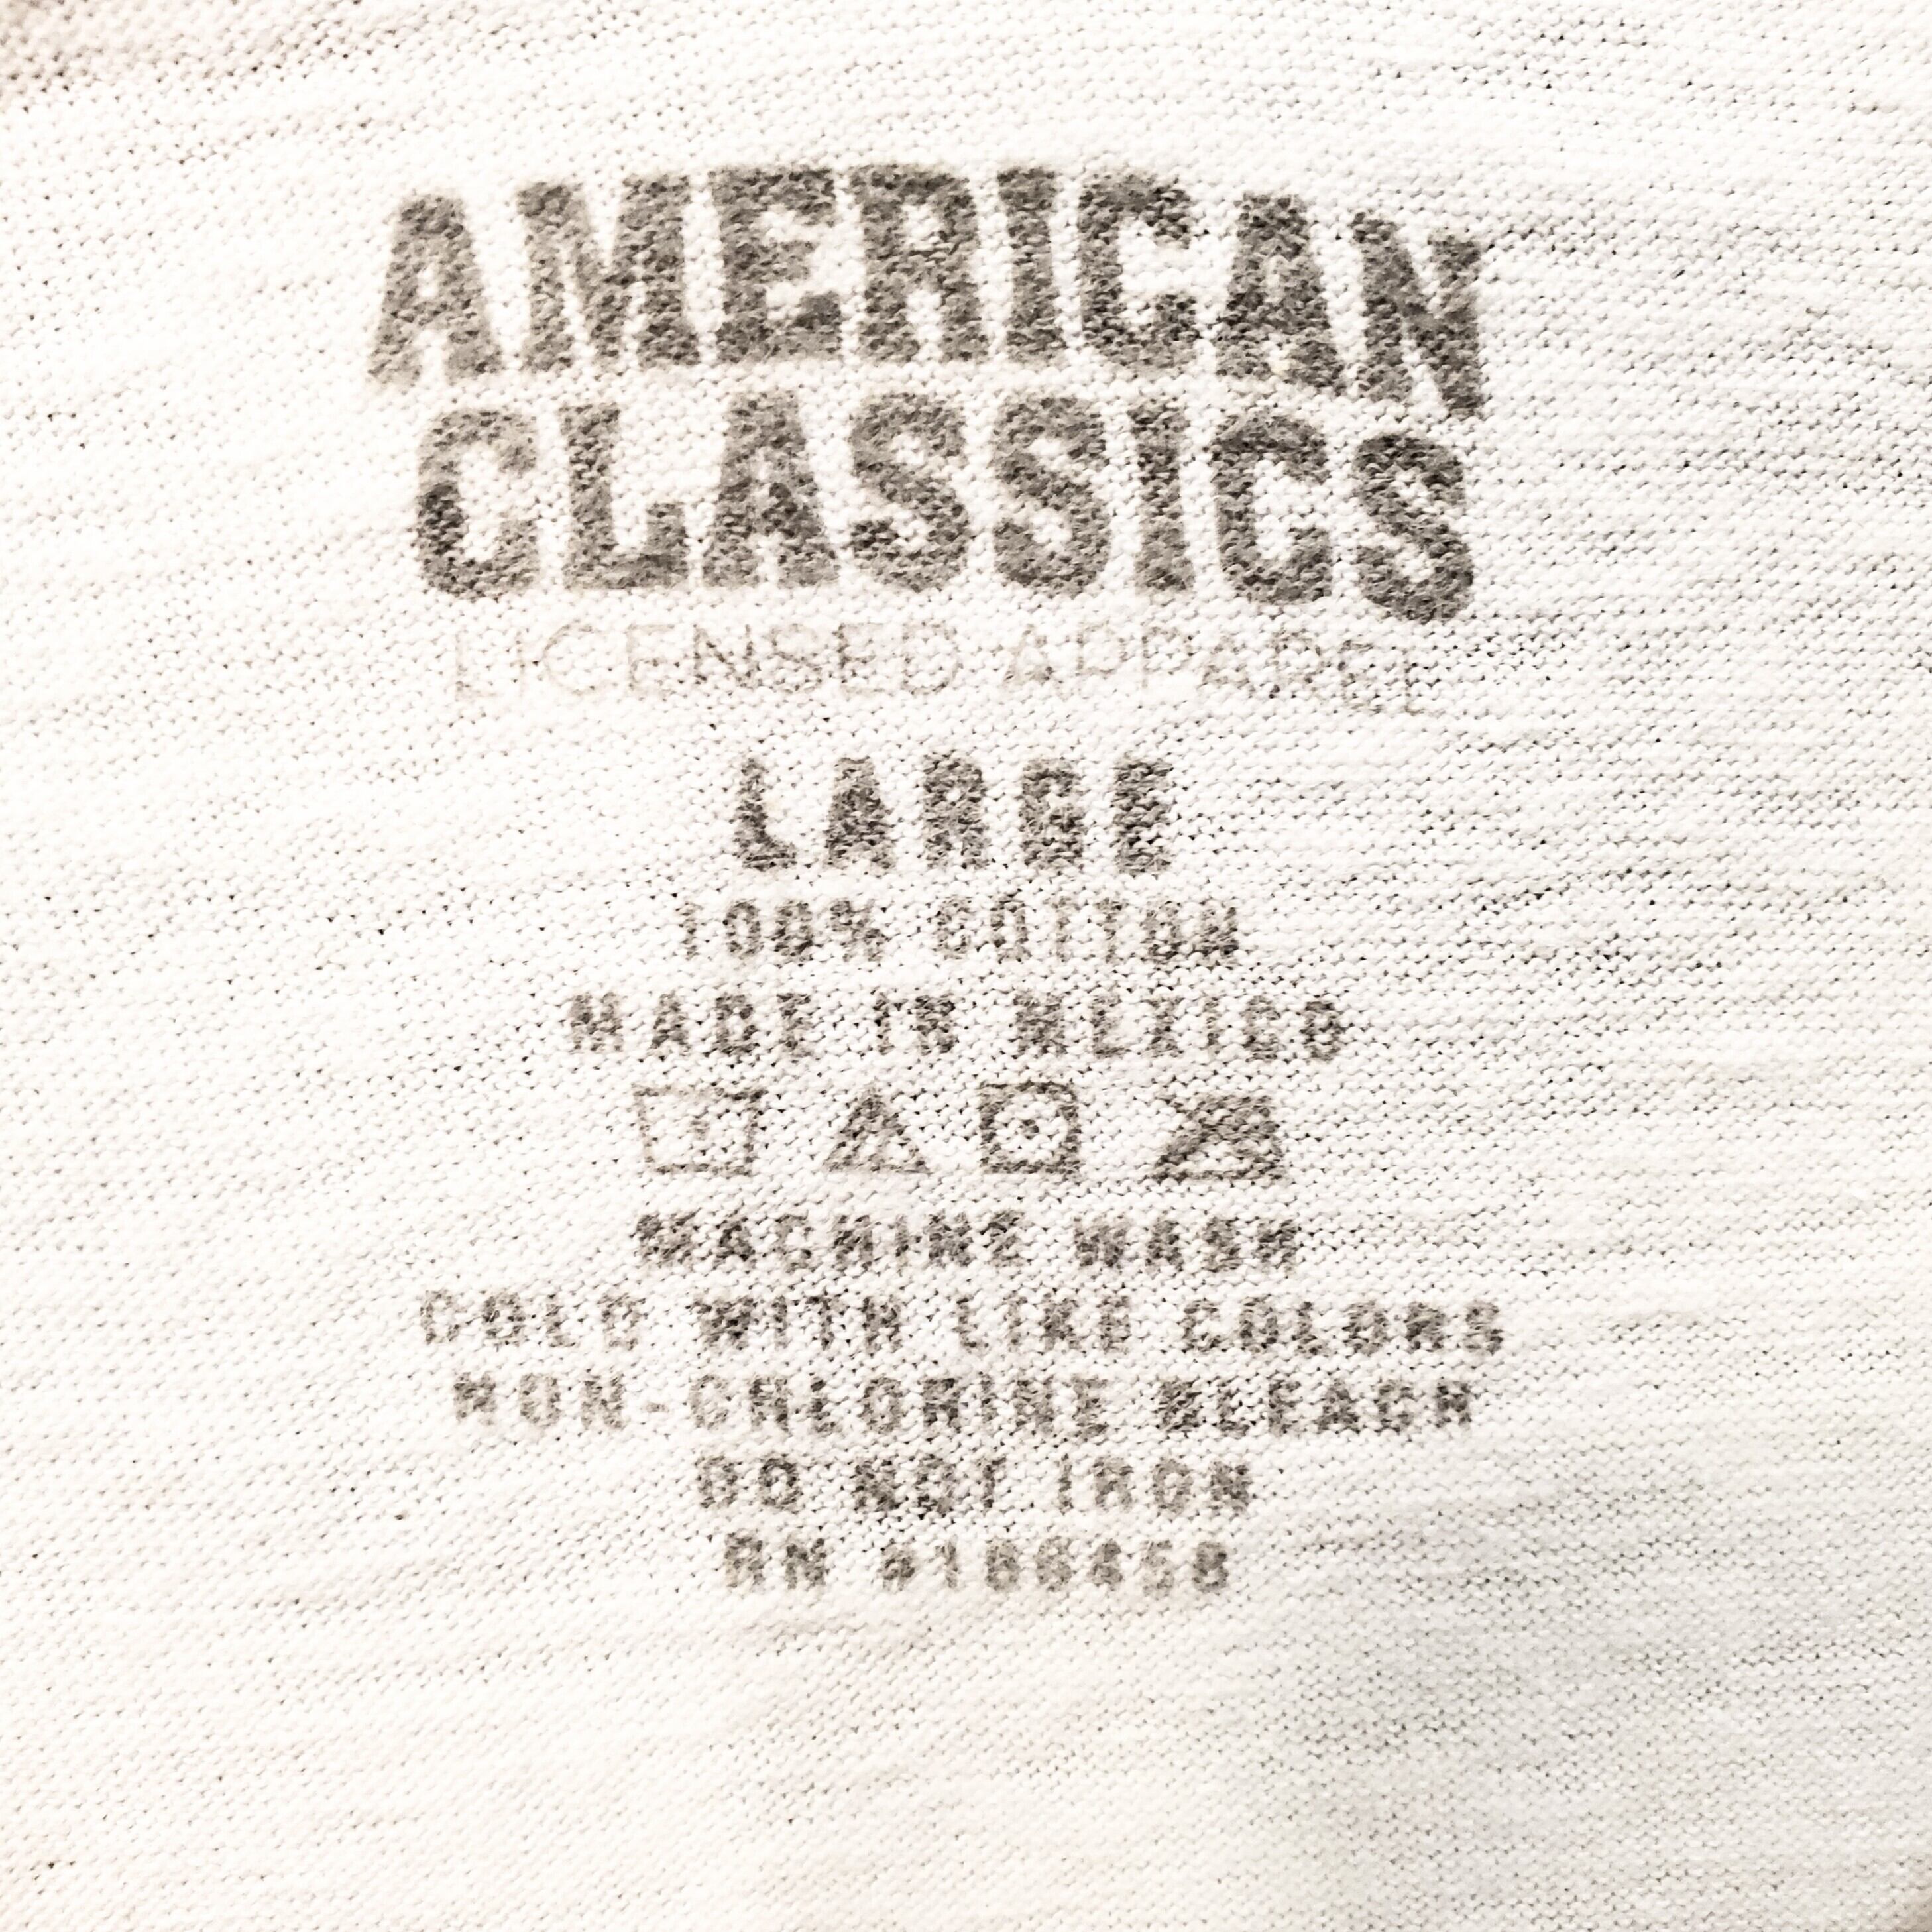 AMERICAN
CLASSICS
LICENSED APPAREL
LARGE
100% COTTON
MADE IN MEXICO
MACHINE WASH
COLD WITH LIKE COLORS
NON-CHLORINE BLEACH
DO NOT IRON
RN